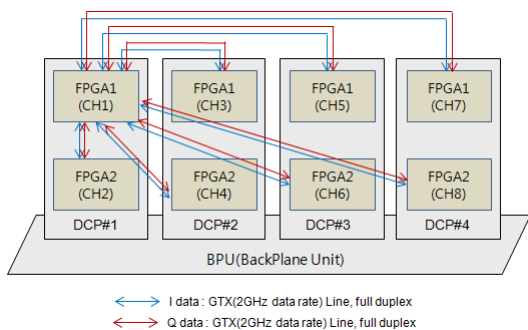 FPGA1 FPGA1 FPGA1 FPGA1
(CH1) (CH3) (CH5) (CH7)
FPGA2 FPGA2 FPGA2 FPGA2
(CH2) (CH4) (CH6) (CH8)
DCP#1 DCP#2 DCP#3 DCP#4
BPU(BackPlane Unit)
I data : GTX(2GHz data rate) Line, full duplex
Q data : GTX(2GHz data rate) Line, full duplex